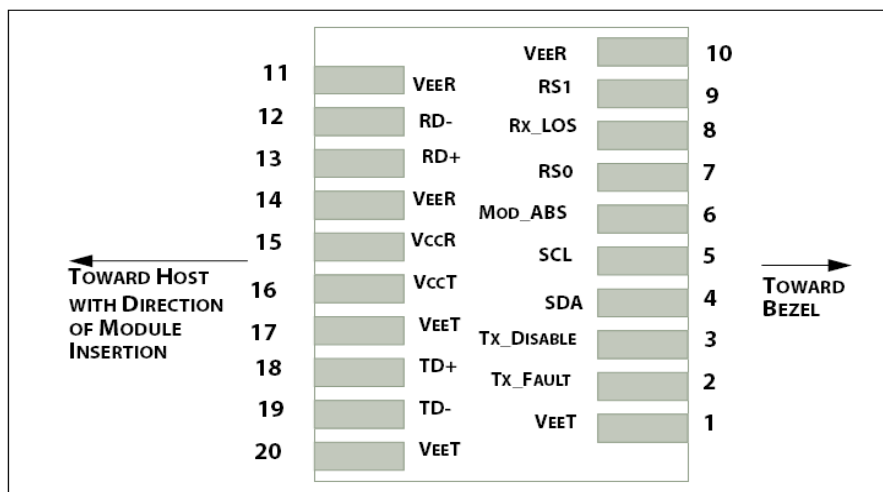 11 VEER
12 RD-
13 RD+
14 VEER
15 VCCR
16 VCCT
17 VEET
18 TD+
19 TD-
20 VEET
VEER 10
RS1 9
RX_LOS 8
RS0 7
MOD_ABS 6
SCL 5
SDA 4
TX_DISABLE 3
TX_FAULT 2
VEET 1
TOWARD HOST
WITH DIRECTION
OF MODULE
INSERTION
TOWARD
BEZEL